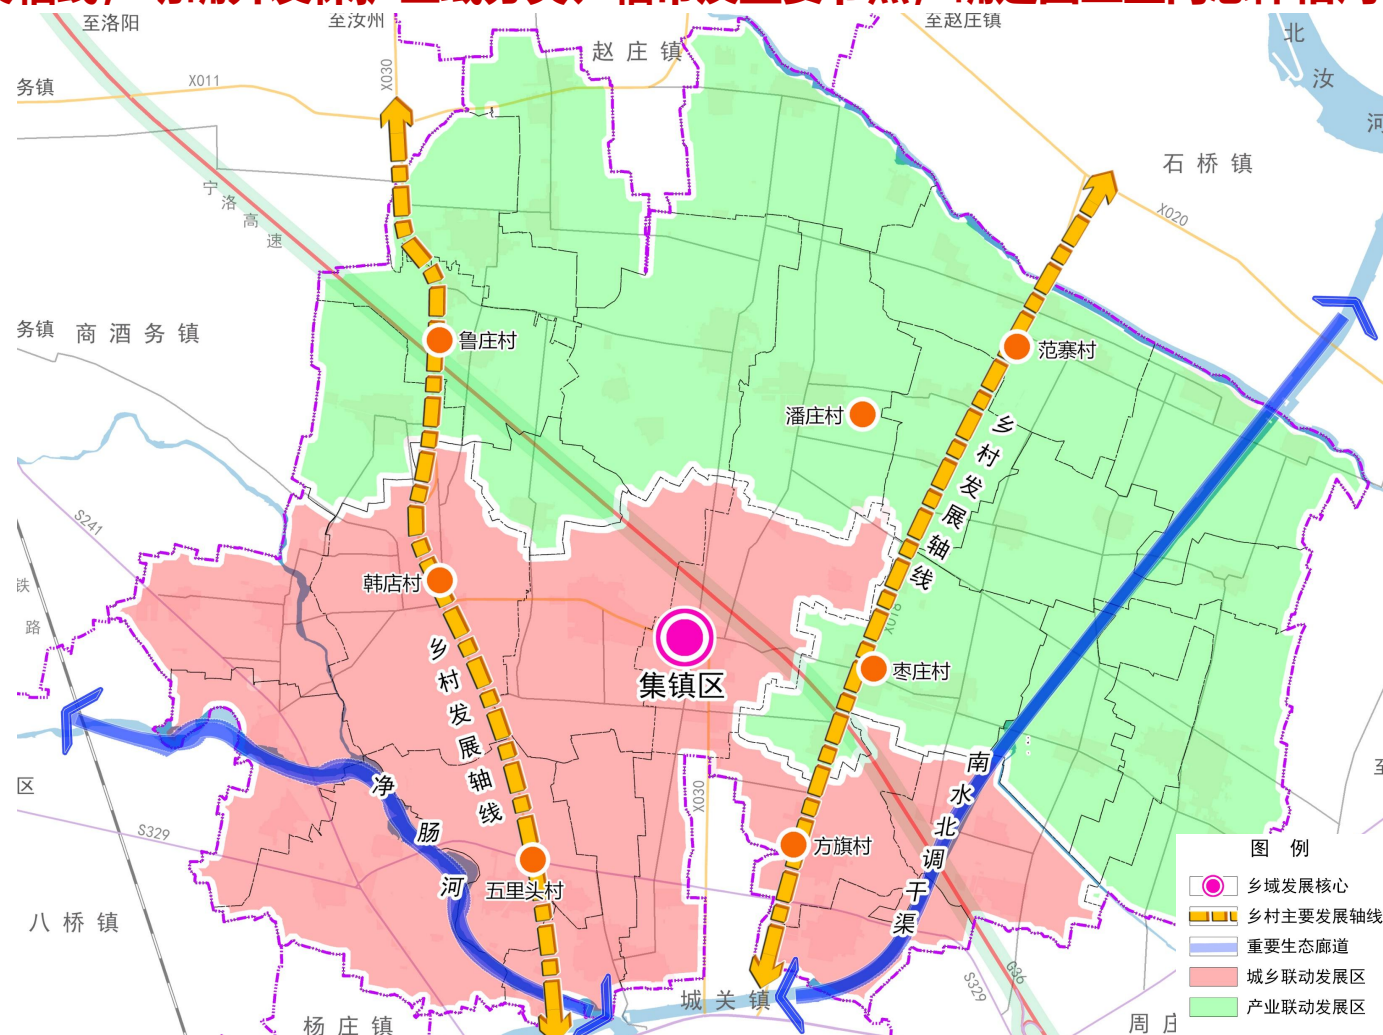 至洛阳
至汝州
赵庄镇
至赵庄镇
北
汝
河
务镇
X011
X030
石桥镇
X020
宁
洛
高
速
务镇
商酒务镇
鲁庄村
范寨村
潘庄村
乡
村
发
展
轴
线
S241
铁
路
韩店村
X018
枣庄村
集镇区
乡
村
发
展
轴
线
区
净
肠
河
南
水
北
调
干
渠
X030
S329
方旗村
五里头村
八桥镇
城关镇
杨庄镇
S329
G36
周庄
至
图例
乡域发展核心
乡村主要发展轴线
重要生态廊道
城乡联动发展区
产业联动发展区